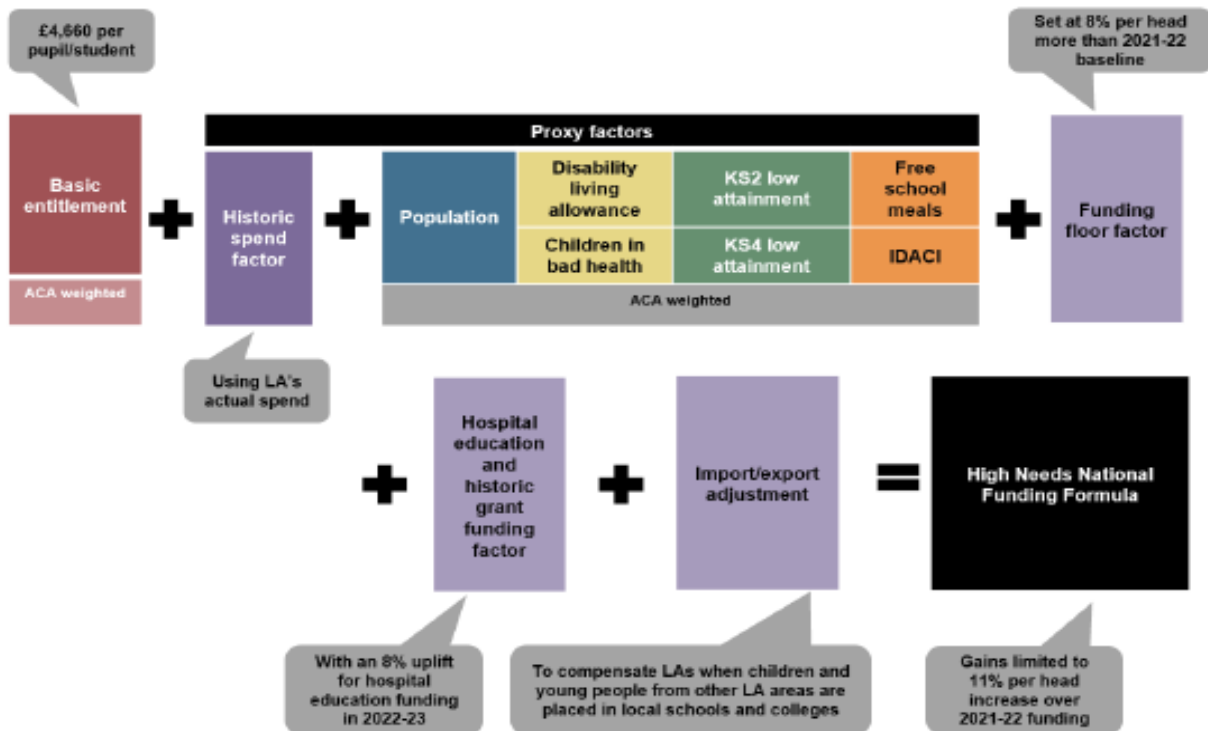 £4,660 per
pupil/student
Set at 8% per head
more than 2021-22
baseline
Basic
entitlement
ACA weighted
Proxy factors
Historic
spend
factor
Population
Disability
living
allowance
Children in
bad health
KS2 low
attainment
KS4 low
attainment
Free
school
meals
IDACI
ACA weighted
Funding
floor factor
Using LA's
actual spend
Hospital
education
and
historic
grant
funding
factor
Import/export
adjustment
High Needs National
Funding Formula
With an 8% uplift
for hospital
education funding
in 2022-23
To compensate LAs when children and
young people from other LA areas are
placed in local schools and colleges
Gains limited to
11% per head
increase over
2021-22 funding